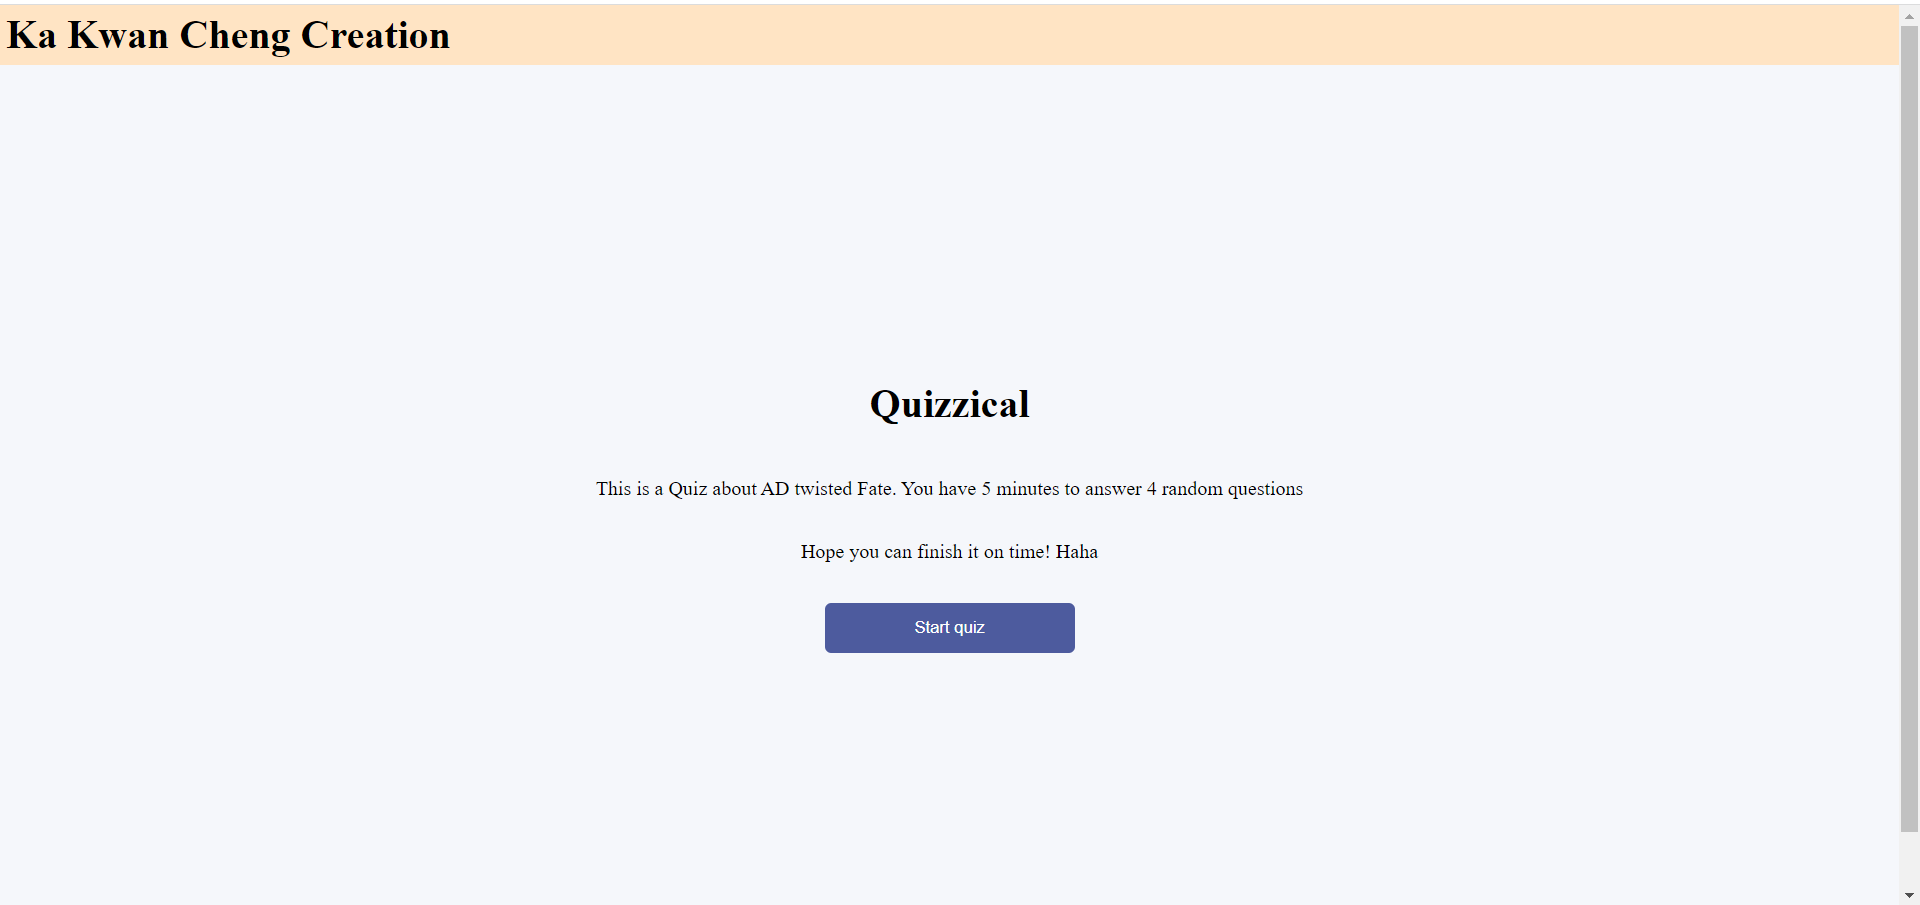 Ka Kwan Cheng Creation
Quizzical
This is a Quiz about AD twisted Fate. You have 5 minutes to answer 4 random questions
Hope you can finish it on time! Haha
Start quiz